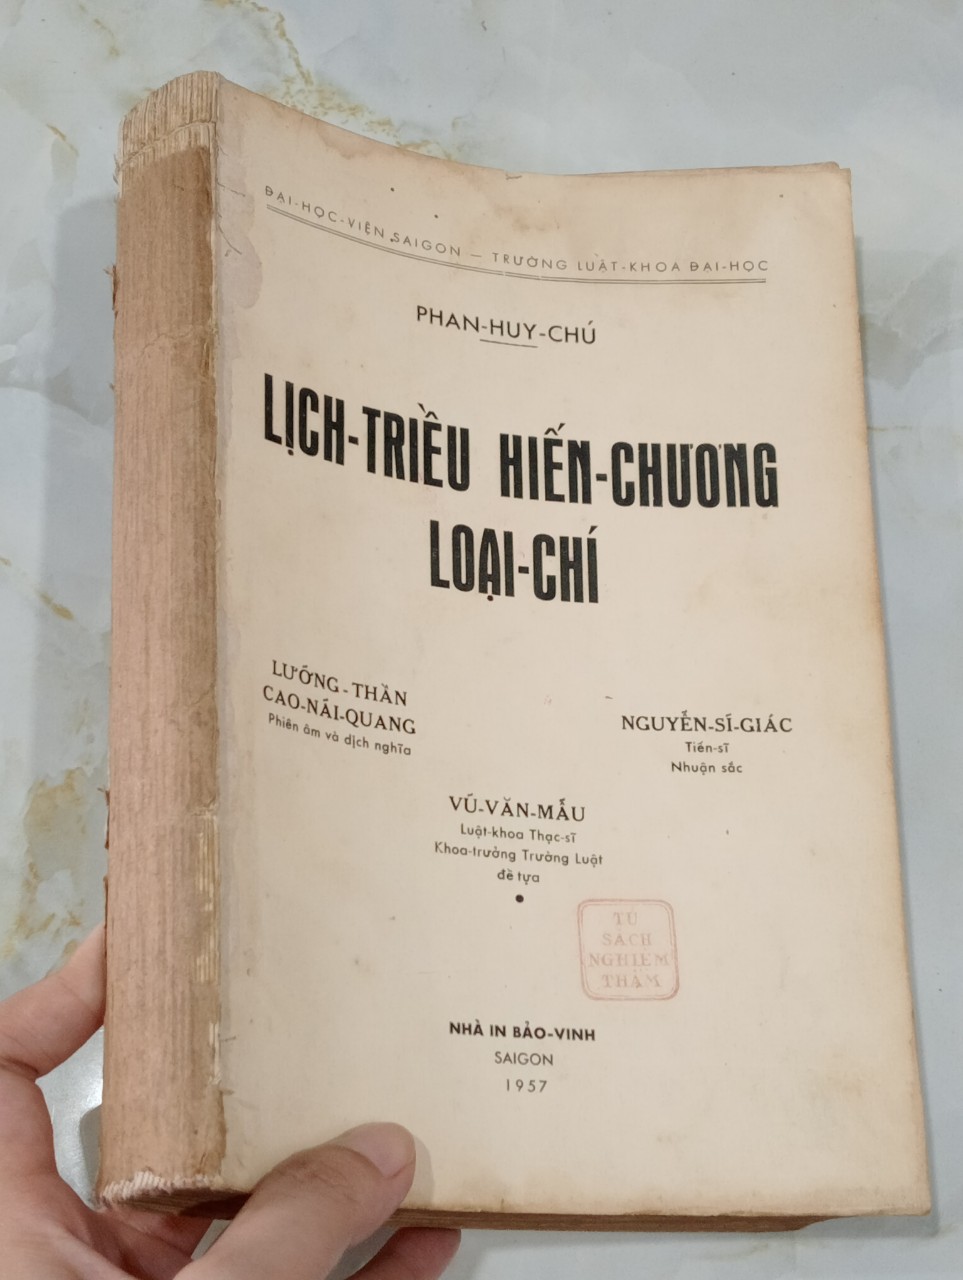 ĐẠI-HỌC-VIỆN SAIGON — TRƯỜNG LUẬT-KHOA ĐẠI-HỌC
PHAN-HUY-CHÚ
LỊCH-TRIỀU HIẾN-CHƯƠNG
LOẠI-CHÍ
LƯỠNG-THẦN
CAO-NÃI-QUANG
Phiên âm và dịch nghĩa
NGUYỄN-SĨ-GIÁC
Tiến-sĩ
Nhuận sắc
VŨ-VĂN-MẪU
Luật-khoa Thạc-sĩ
Khoa-trưởng Trường Luật
đề tựa
TỦ
SÁCH
NGHIÊM
THẨM
NHÀ IN BẢO-VINH
SAIGON
1957